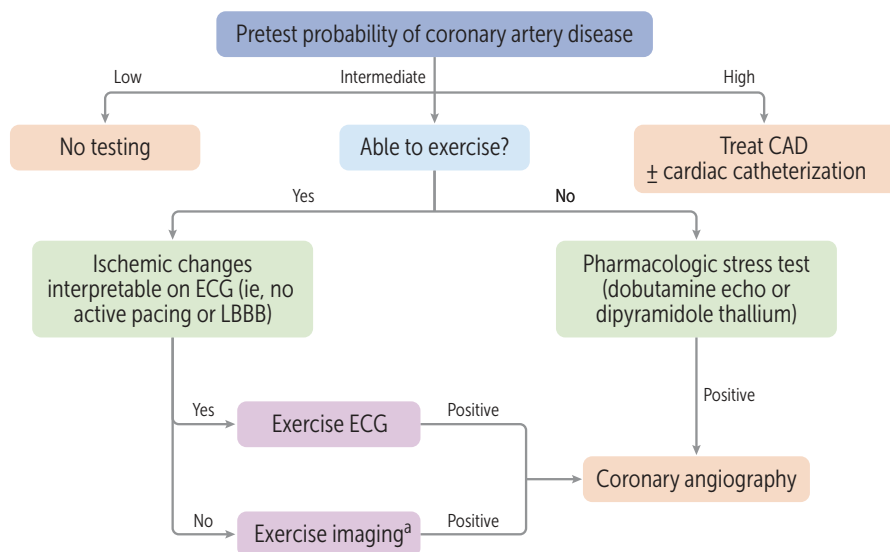 Pretest probability of coronary artery disease
Low
Intermediate
High
No testing
Able to exercise?
Treat CAD
± cardiac catheterization
Yes
No
Ischemic changes
interpretable on ECG (ie, no
active pacing or LBBB)
Pharmacologic stress test
(dobutamine echo or
dipyramidole thallium)
Yes
Exercise ECG
Positive
Positive
Coronary angiography
No
Exercise imagingᵃ
Positive